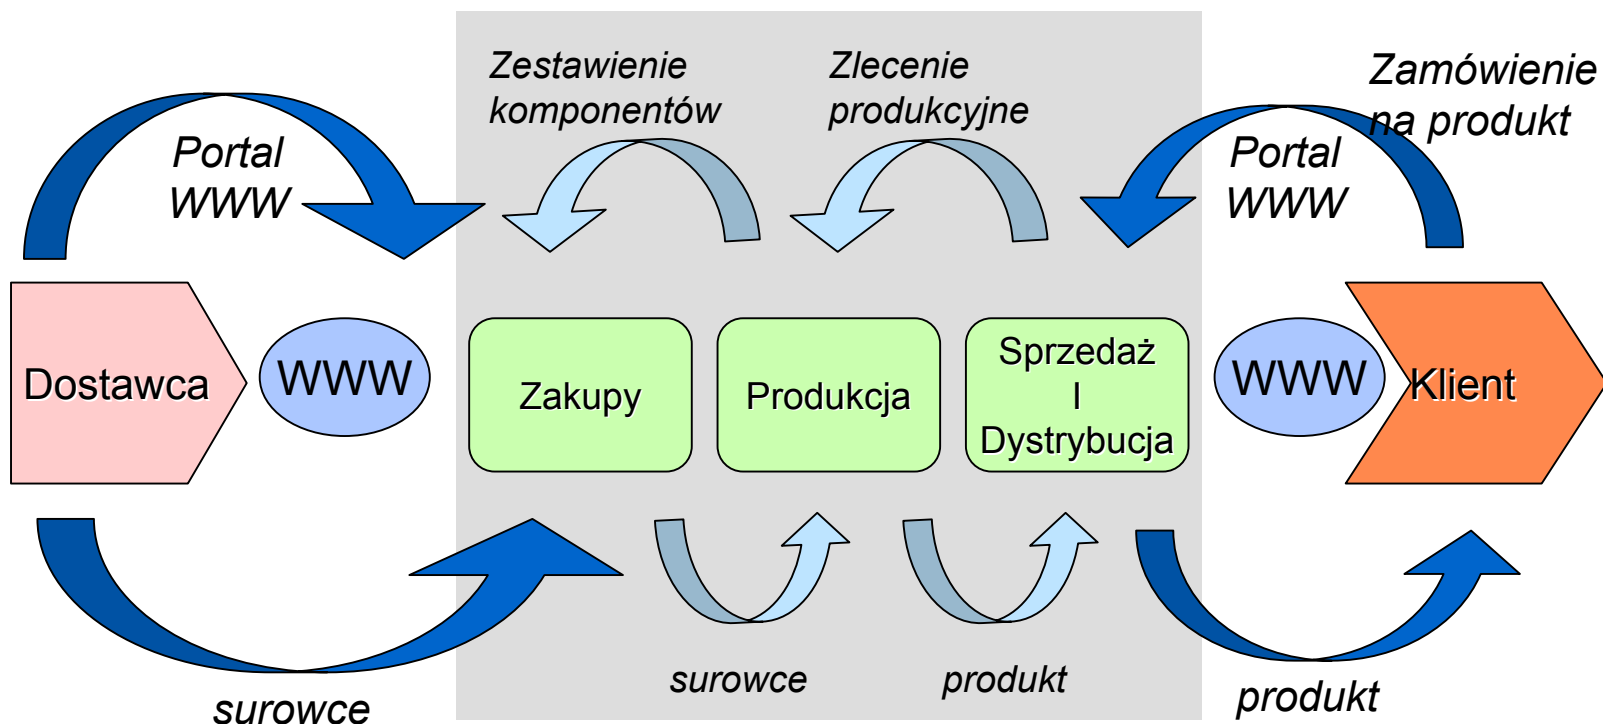 Zestawienie
komponentów
Zlecenie
produkcyjne
Zamówienie
na produkt
Portal
WWW
Portal
WWW
Dostawca
WWW
Zakupy
Produkcja
Sprzedaż
I
Dystrybucja
WWW
Klient
surowce
surowce
produkt
produkt